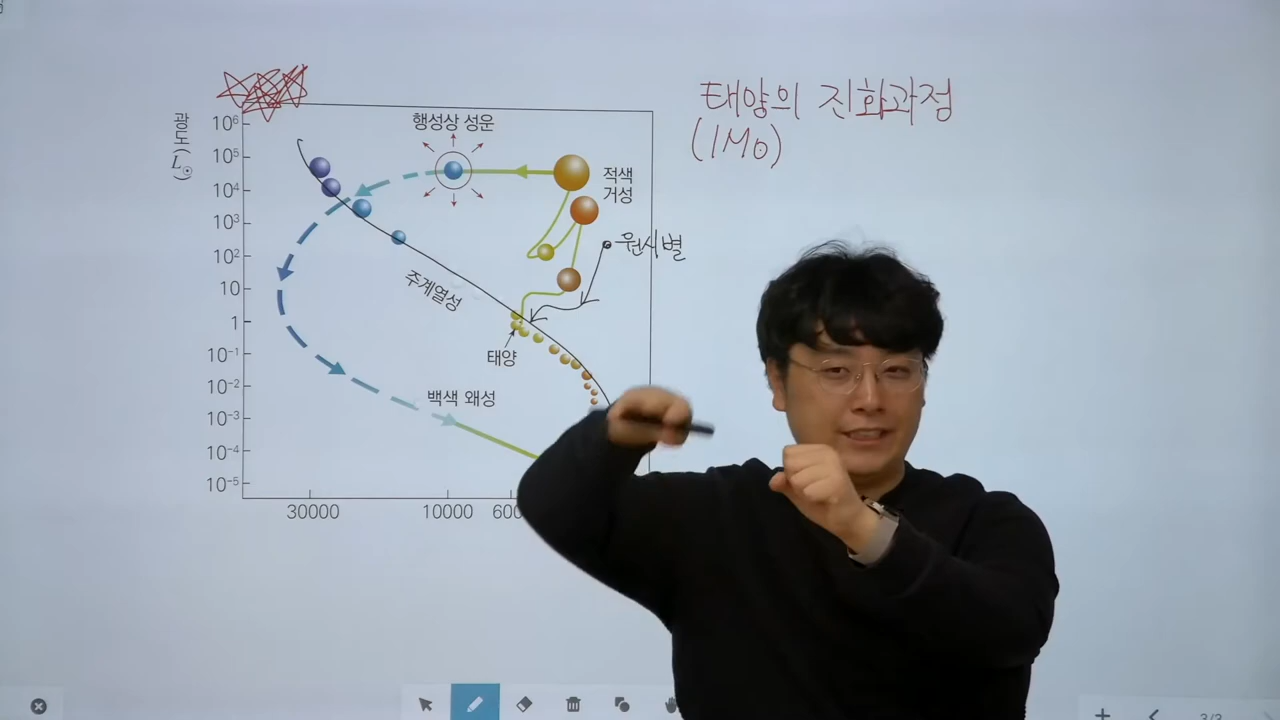 태양의 진화과정
(1M⊙)
광도(L⊙)
10⁶
10⁵
10⁴
10³
10²
10
1
10⁻¹
10⁻²
10⁻³
10⁻⁴
10⁻⁵
행성상 성운
적색
거성
원시별
주계열성
태양
백색 왜성
30000
10000